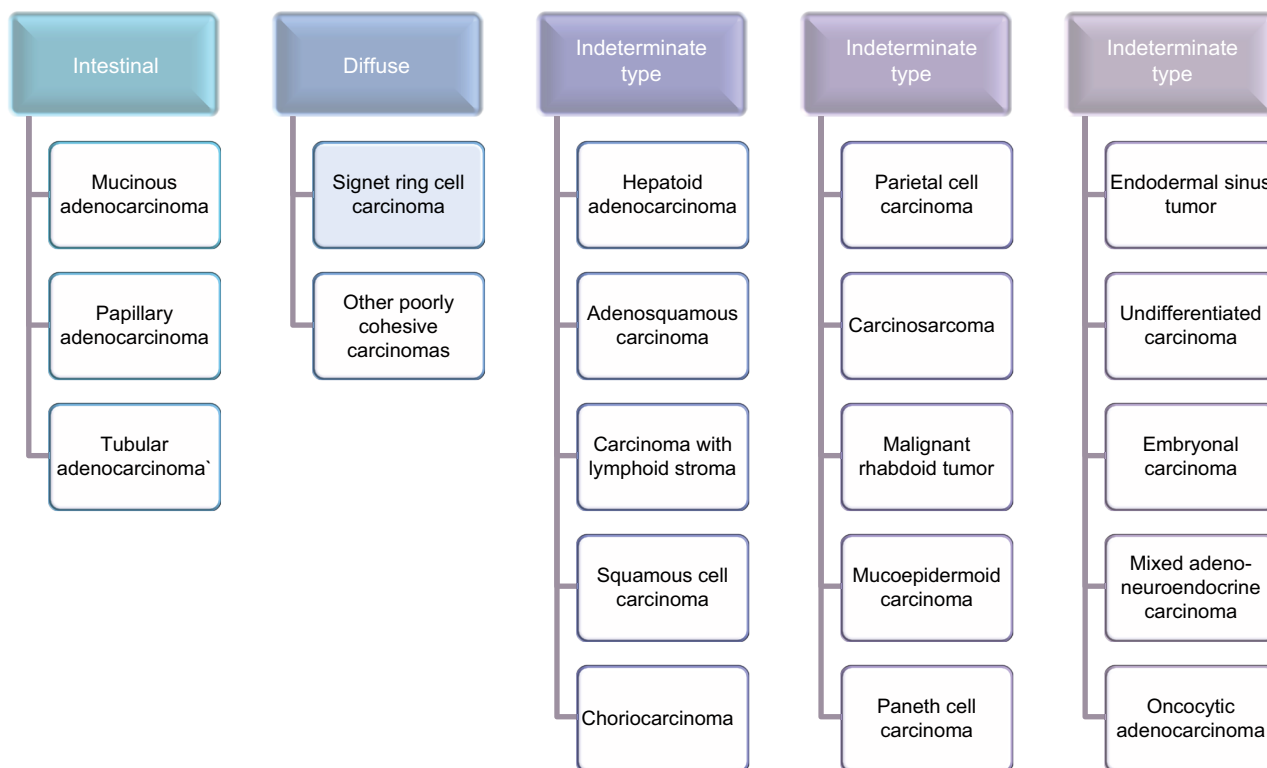 Intestinal
Mucinous
adenocarcinoma
Papillary
adenocarcinoma
Tubular
adenocarcinoma`
Diffuse
Signet ring cell
carcinoma
Other poorly
cohesive
carcinomas
Indeterminate
type
Hepatoid
adenocarcinoma
Adenosquamous
carcinoma
Carcinoma with
lymphoid stroma
Squamous cell
carcinoma
Choriocarcinoma
Indeterminate
type
Parietal cell
carcinoma
Carcinosarcoma
Malignant
rhabdoid tumor
Mucoepidermoid
carcinoma
Paneth cell
carcinoma
Indeterminate
type
Endodermal sinus
tumor
Undifferentiated
carcinoma
Embryonal
carcinoma
Mixed adeno-
neuroendocrine
carcinoma
Oncocytic
adenocarcinoma